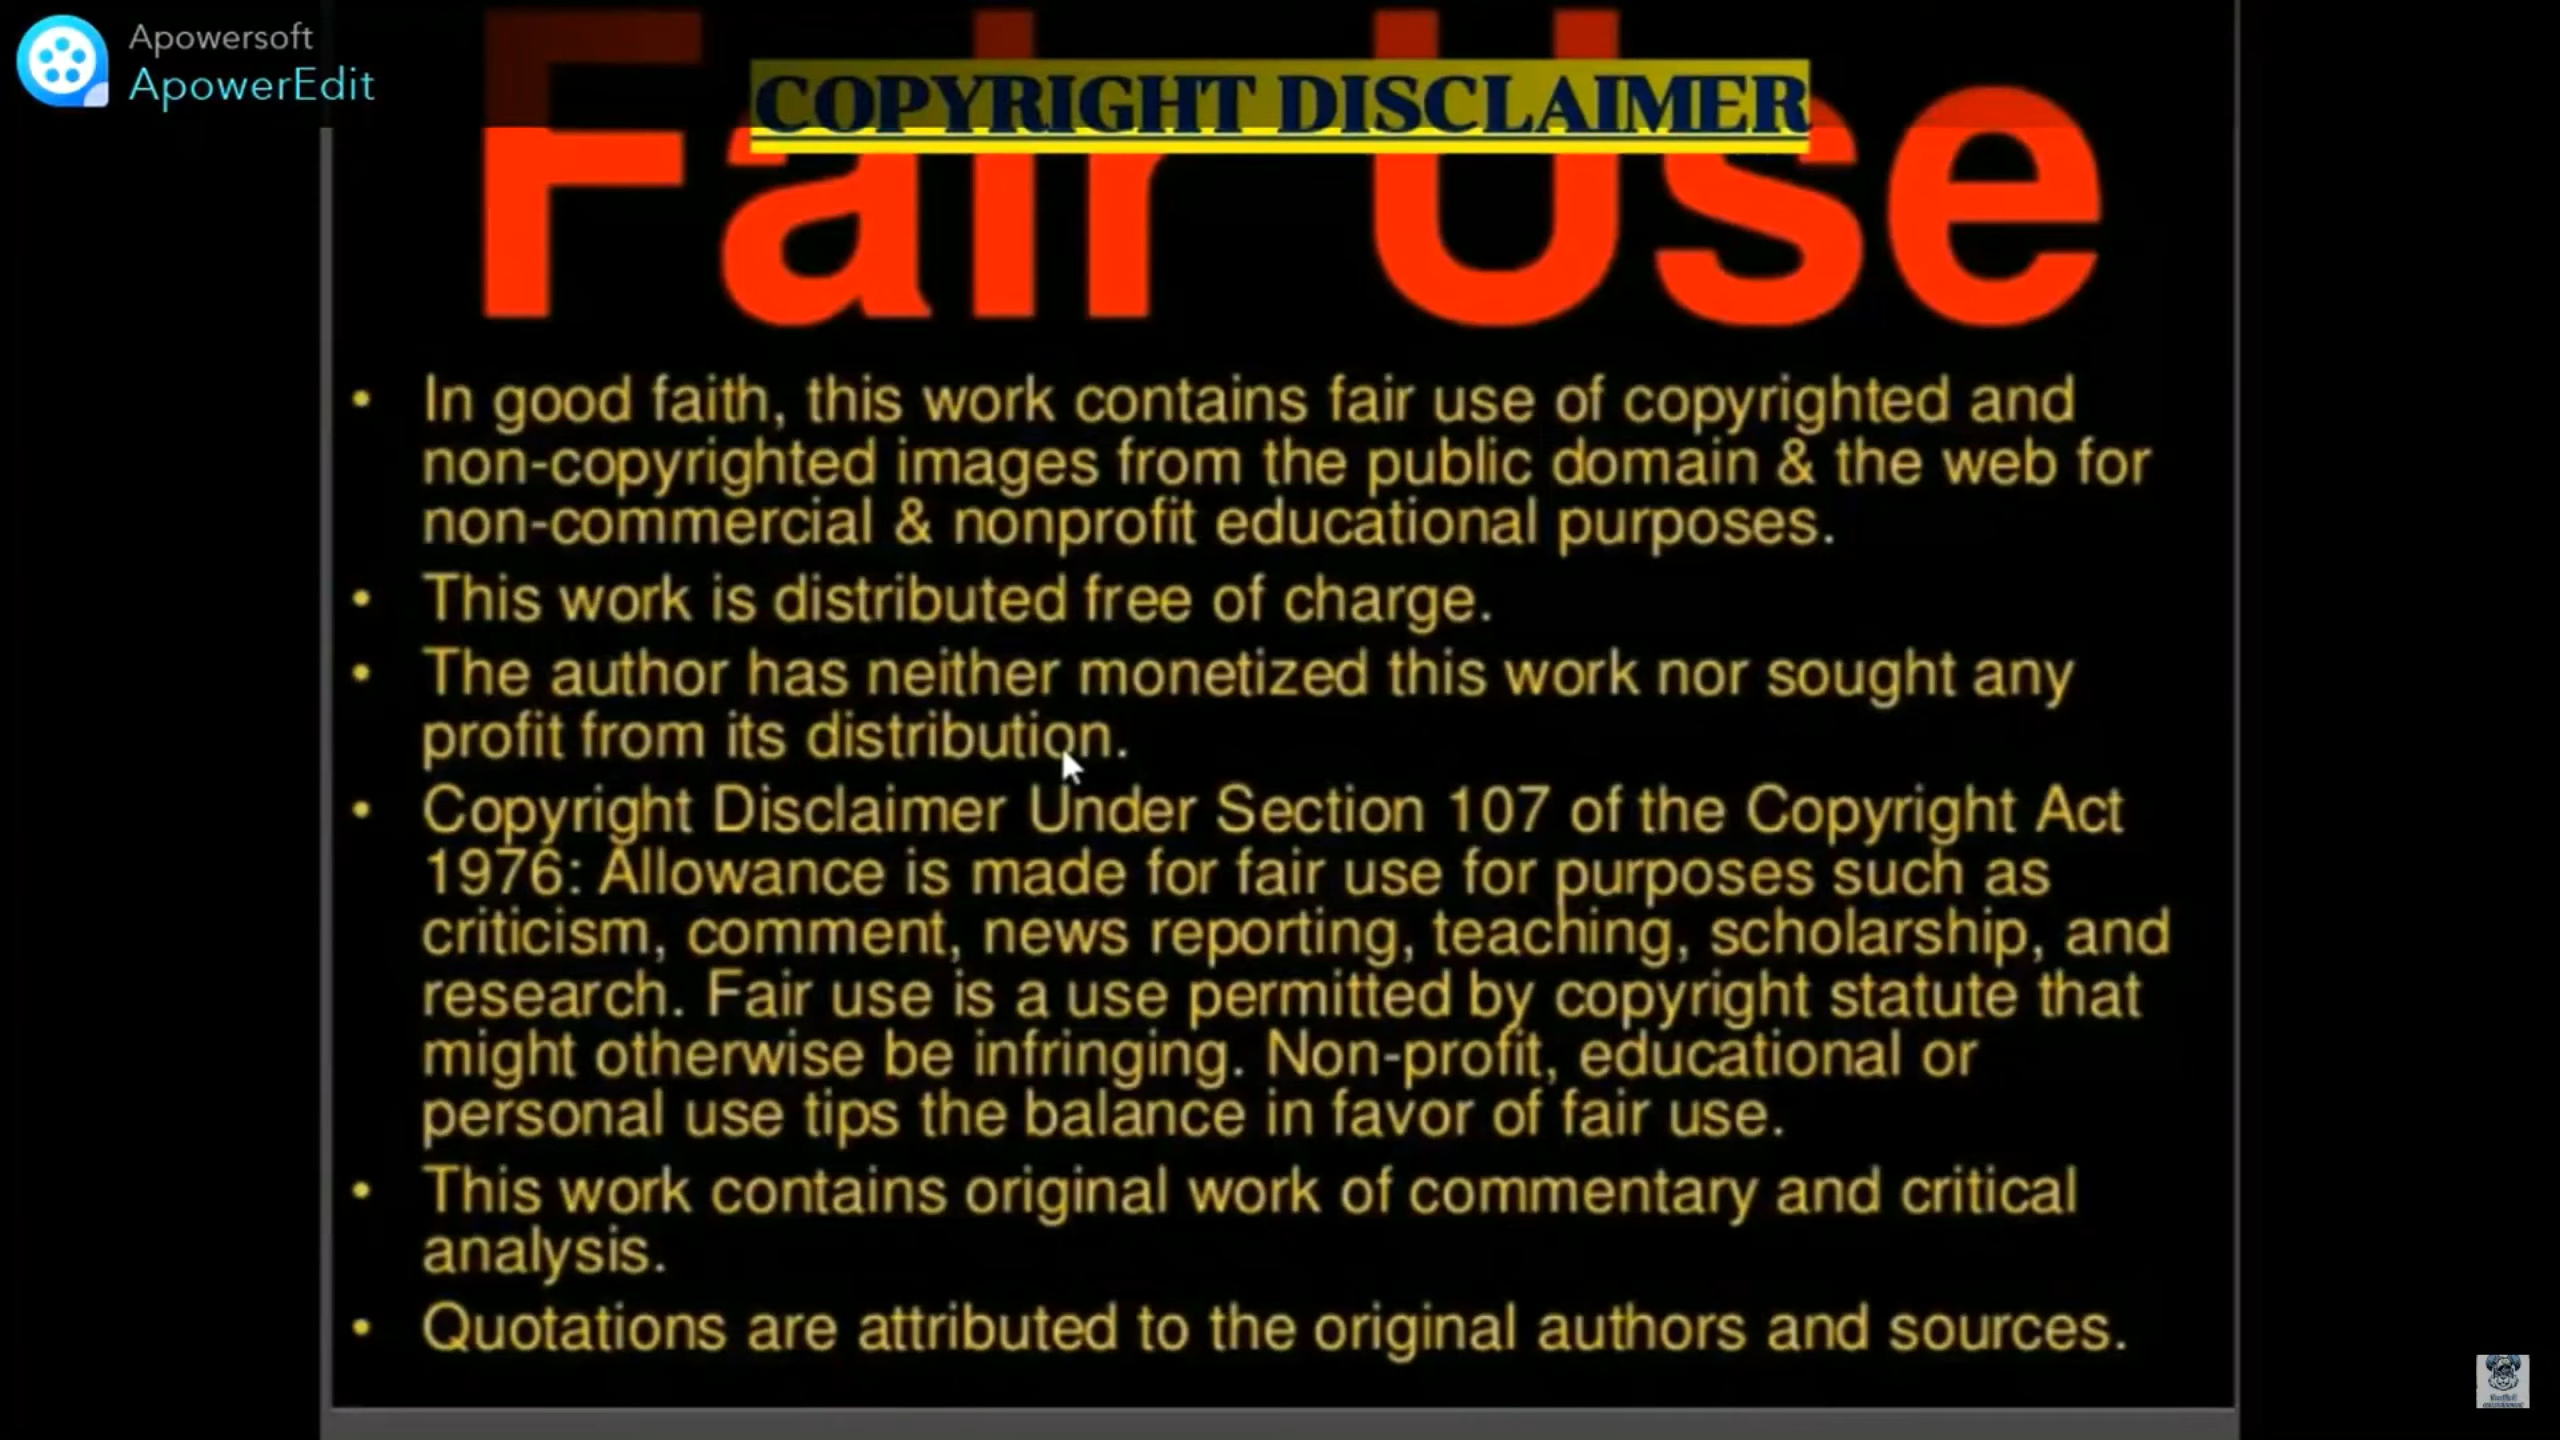 Apowersoft
ApowerEdit
Fair Use
COPYRIGHT DISCLAIMER
• In good faith, this work contains fair use of copyrighted and
non-copyrighted images from the public domain & the web for
non-commercial & nonprofit educational purposes.
• This work is distributed free of charge.
• The author has neither monetized this work nor sought any
profit from its distribution.
• Copyright Disclaimer Under Section 107 of the Copyright Act
1976: Allowance is made for fair use for purposes such as
criticism, comment, news reporting, teaching, scholarship, and
research. Fair use is a use permitted by copyright statute that
might otherwise be infringing. Non-profit, educational or
personal use tips the balance in favor of fair use.
• This work contains original work of commentary and critical
analysis.
• Quotations are attributed to the original authors and sources.